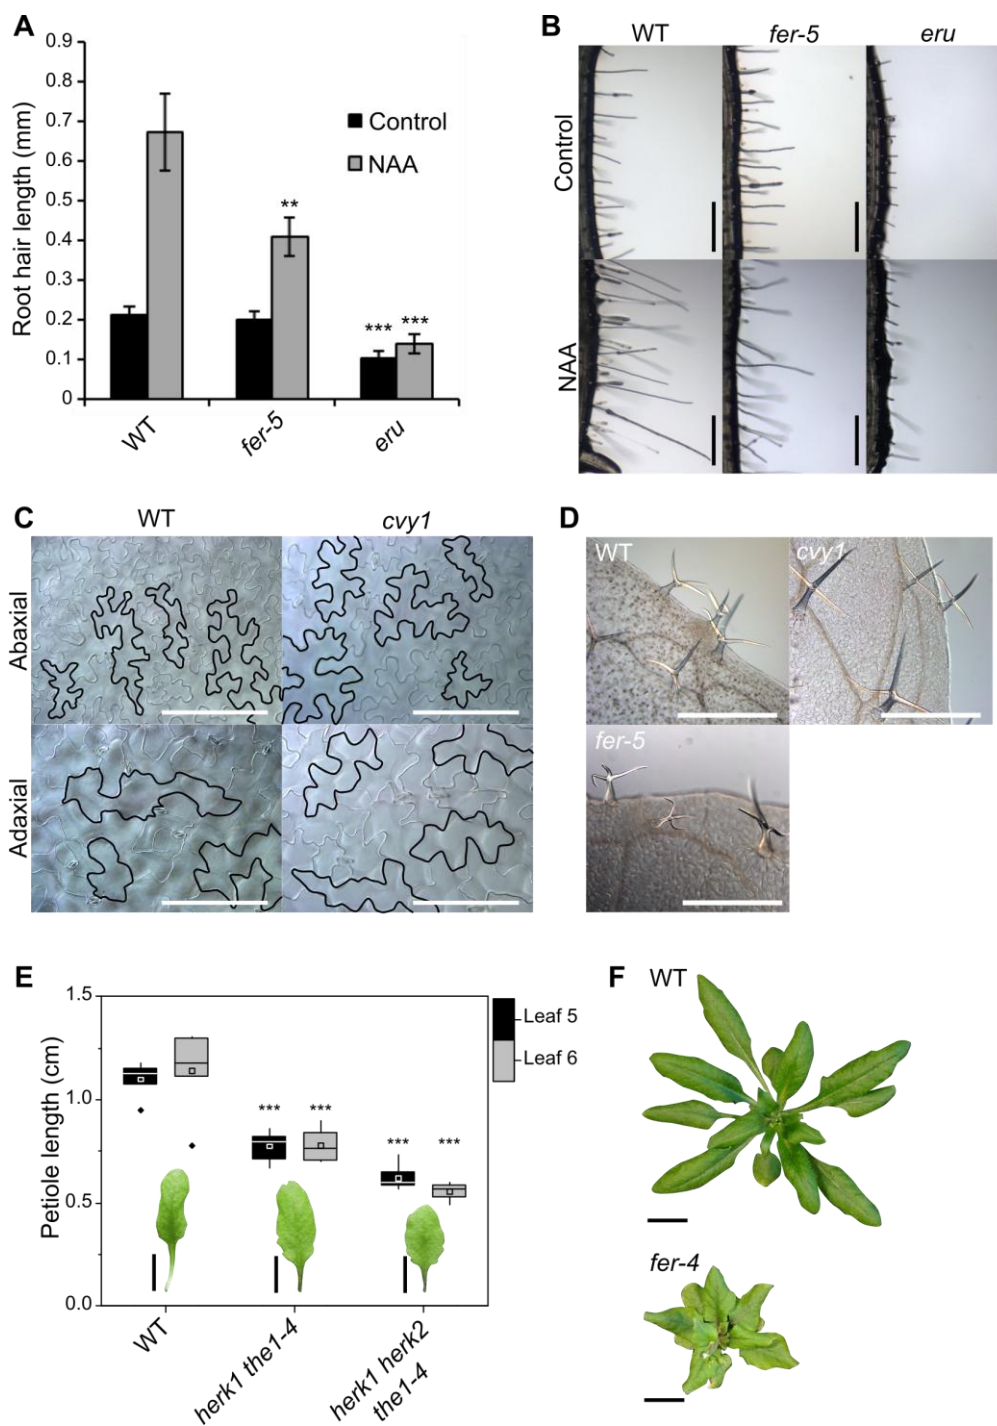 A
Root hair length (mm)
0.9
0.8
0.7
0.6
0.5
0.4
0.3
0.2
0.1
0
Control
NAA
**
***
***
WT
fer-5
eru
B
WT
fer-5
eru
Control
NAA
C
WT
cvy1
Abaxial
Adaxial
D
WT
cvy1
fer-5
E
Petiole length (cm)
1.5
1.0
0.5
0.0
Leaf 5
Leaf 6
***
***
***
***
WT
herk1 the1-4
herk1 herk2
the1-4
F
WT
fer-4